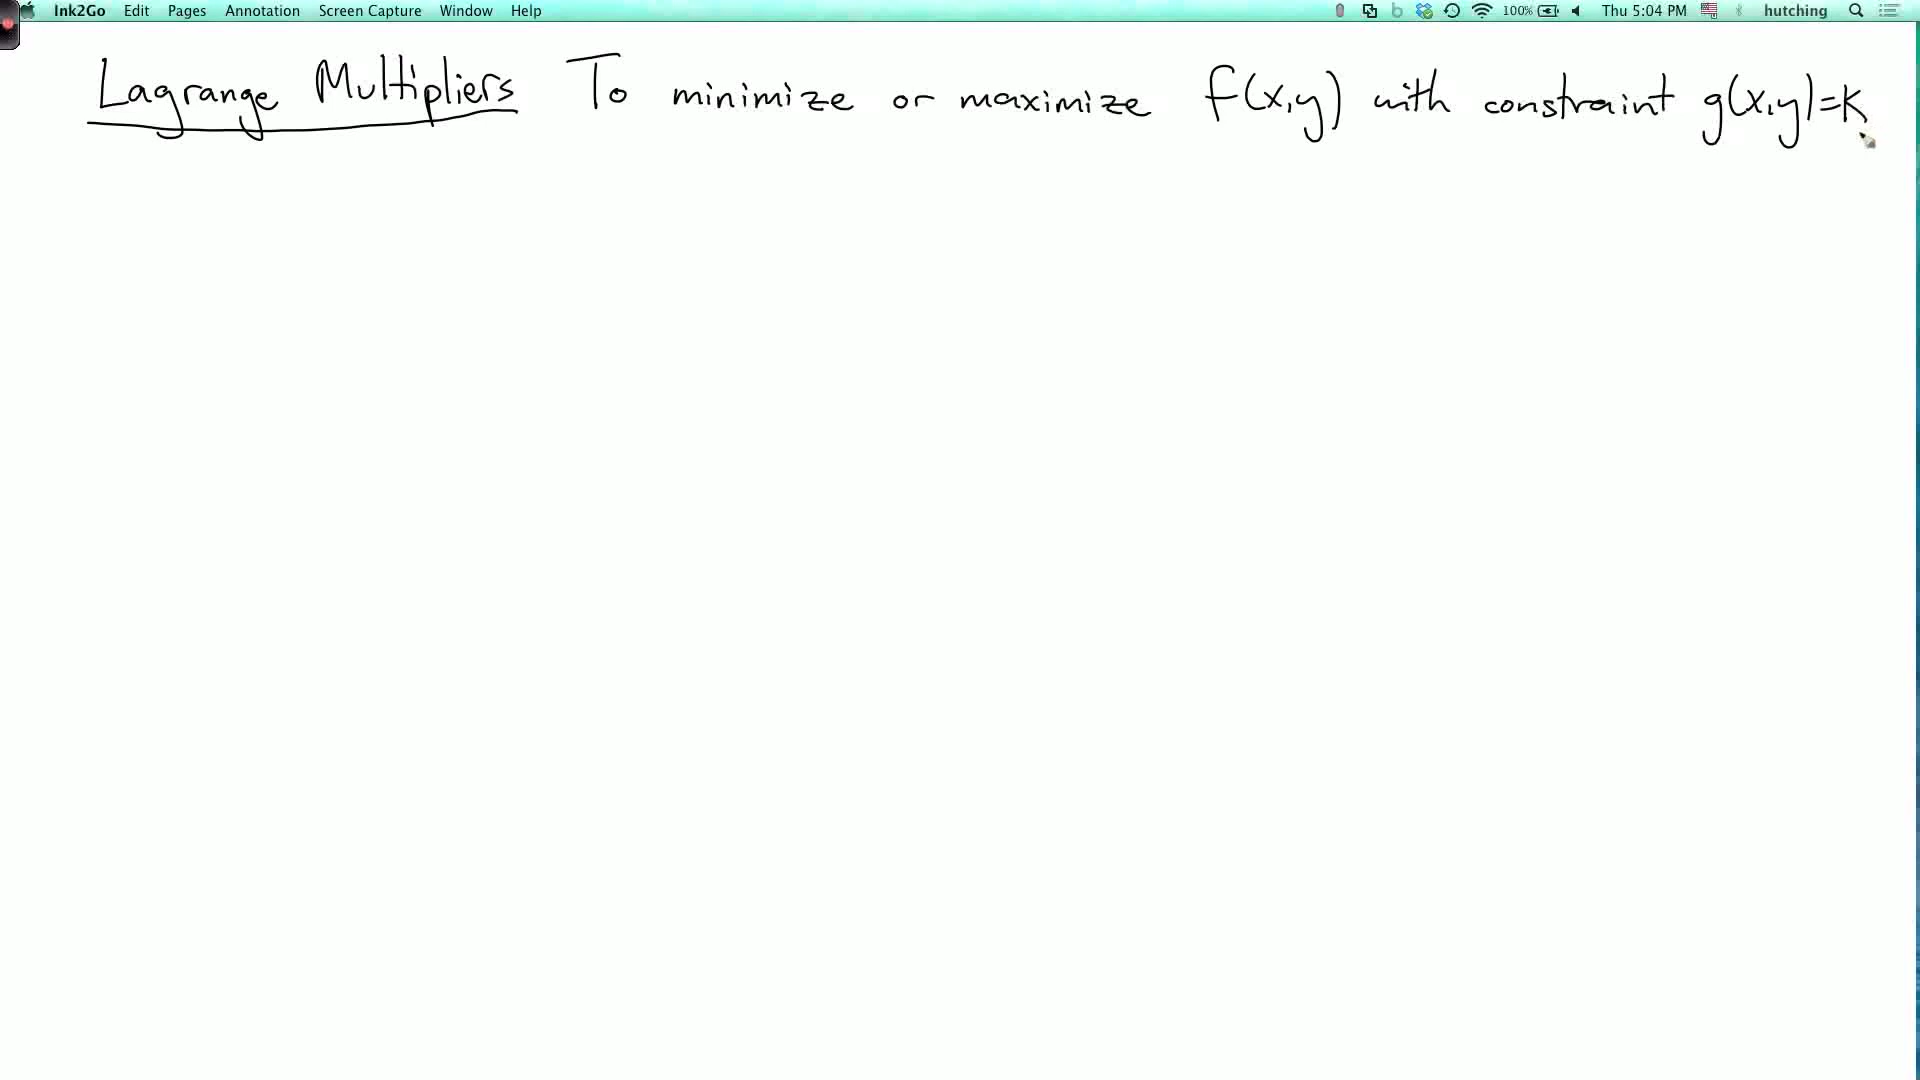 Ink2Go Edit Pages Annotation Screen Capture Window Help 100% Thu 5:04 PM hutching
Lagrange Multipliers To minimize or maximize f(x,y) with constraint g(x,y)=K